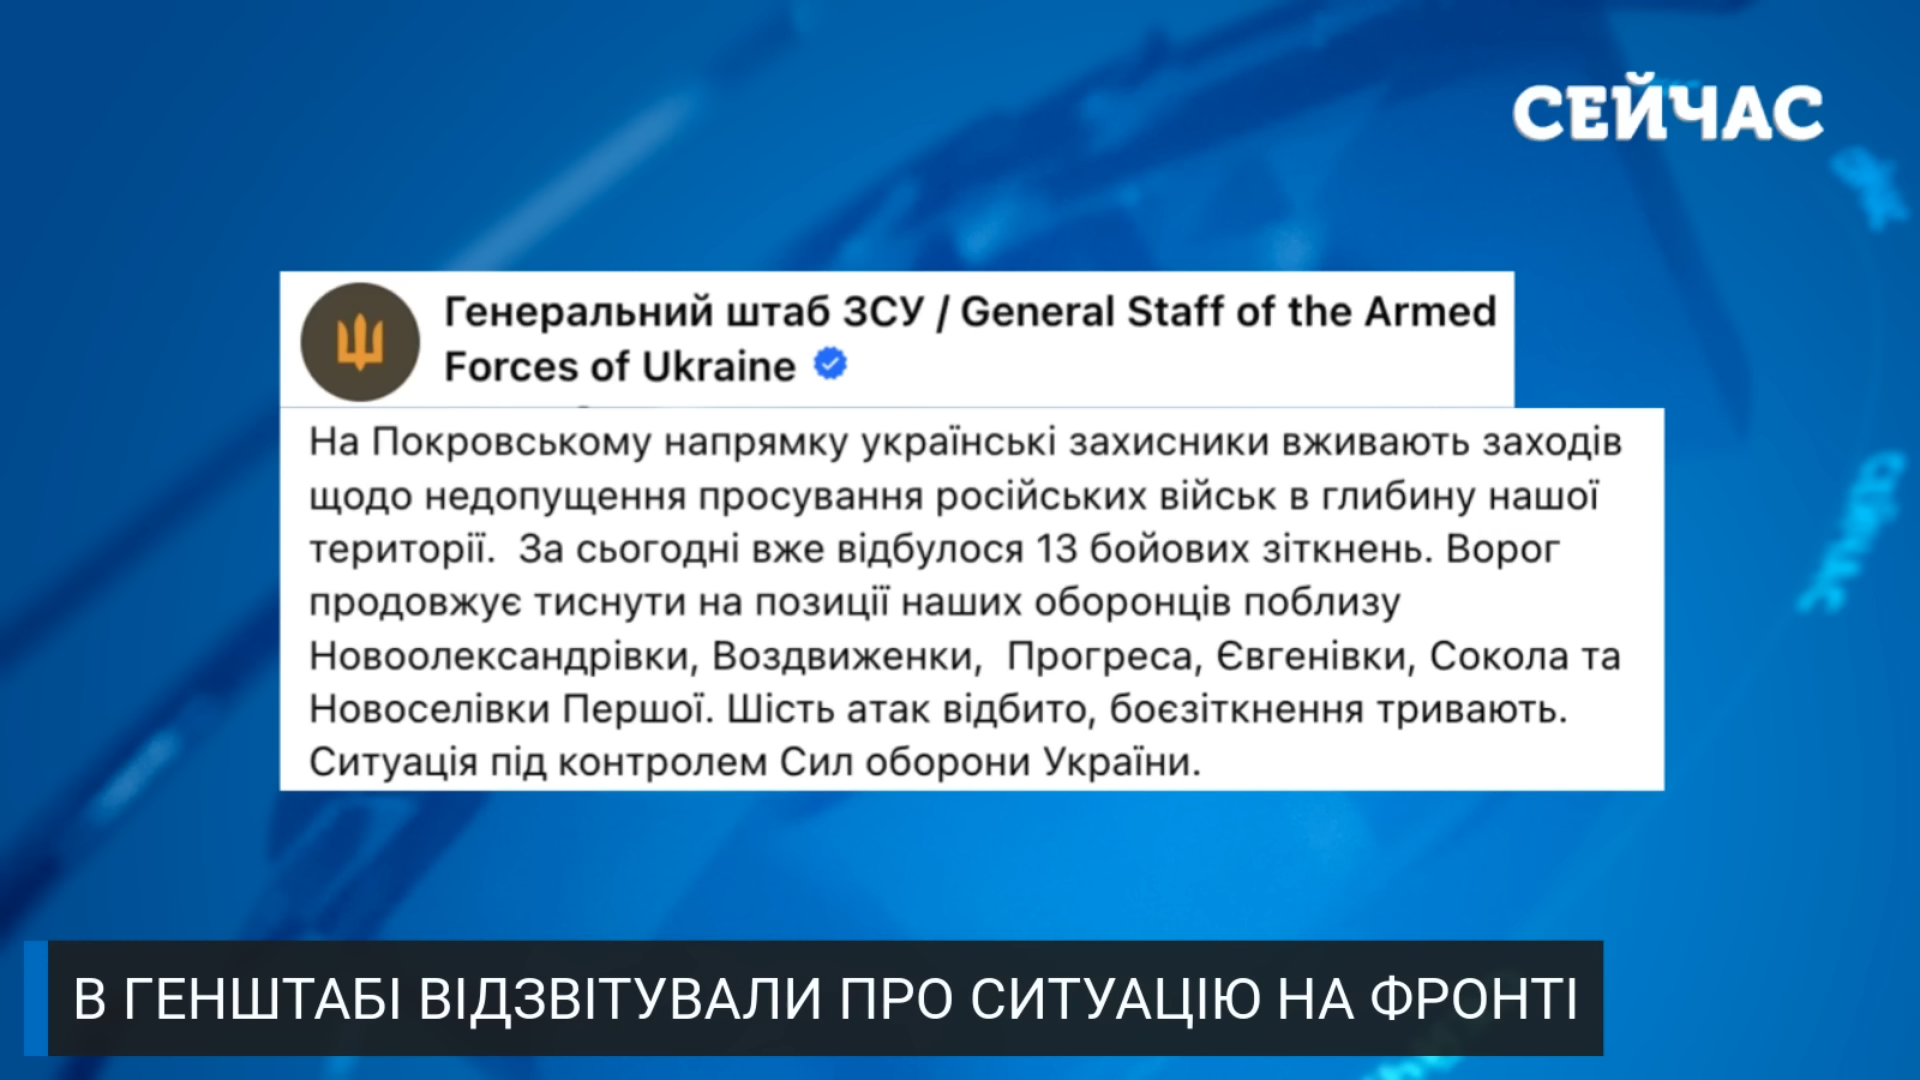 СЕЙЧАС
Генеральний штаб ЗСУ / General Staff of the Armed
Forces of Ukraine
На Покровському напрямку українські захисники вживають заходів
щодо недопущення просування російських військ в глибину нашої
території.  За сьогодні вже відбулося 13 бойових зіткнень. Ворог
продовжує тиснути на позиції наших оборонців поблизу
Новоолександрівки, Воздвиженки,  Прогреса, Євгенівки, Сокола та
Новоселівки Першої. Шість атак відбито, боєзіткнення тривають.
Ситуація під контролем Сил оборони України.
В ГЕНШТАБІ ВІДЗВІТУВАЛИ ПРО СИТУАЦІЮ НА ФРОНТІ